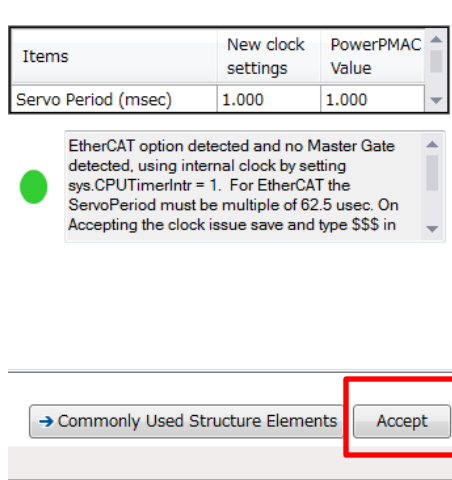 Items New clock settings PowerPMAC Value
Servo Period (msec) 1.000 1.000
EtherCAT option detected and no Master Gate
detected, using internal clock by setting
sys.CPUTimerIntr = 1. For EtherCAT the
ServoPeriod must be multiple of 62.5 usec. On
Accepting the clock issue save and type $$$ in
Commonly Used Structure Elements Accept